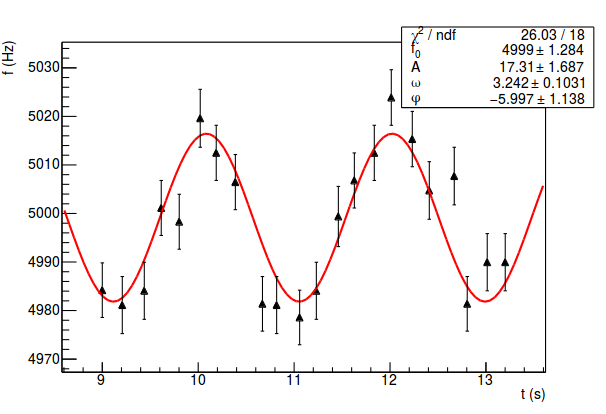 χ² / ndf 26.03 / 18
f₀ 4999 ± 1.284
A 17.31 ± 1.687
ω 3.242 ± 0.1031
φ −5.997 ± 1.138
f (Hz)
5030
5020
5010
5000
4990
4980
4970
9 10 11 12 13
t (s)